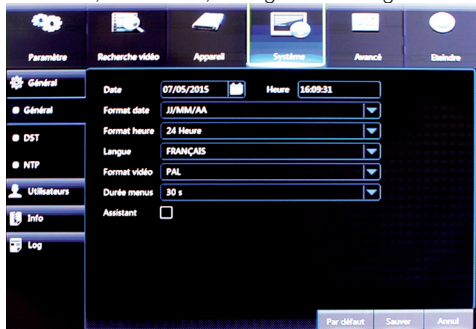 Paramètre Recherche vidéo Appareil Système Avancé Eteindre
Général
Général
DST
NTP
Utilisateurs
Info
Log
Date 07/05/2015 Heure 16:09:31
Format date JJ/MM/AA
Format heure 24 Heure
Langue FRANÇAIS
Format vidéo PAL
Durée menus 30 s
Assistant
Par défaut Sauver Annul